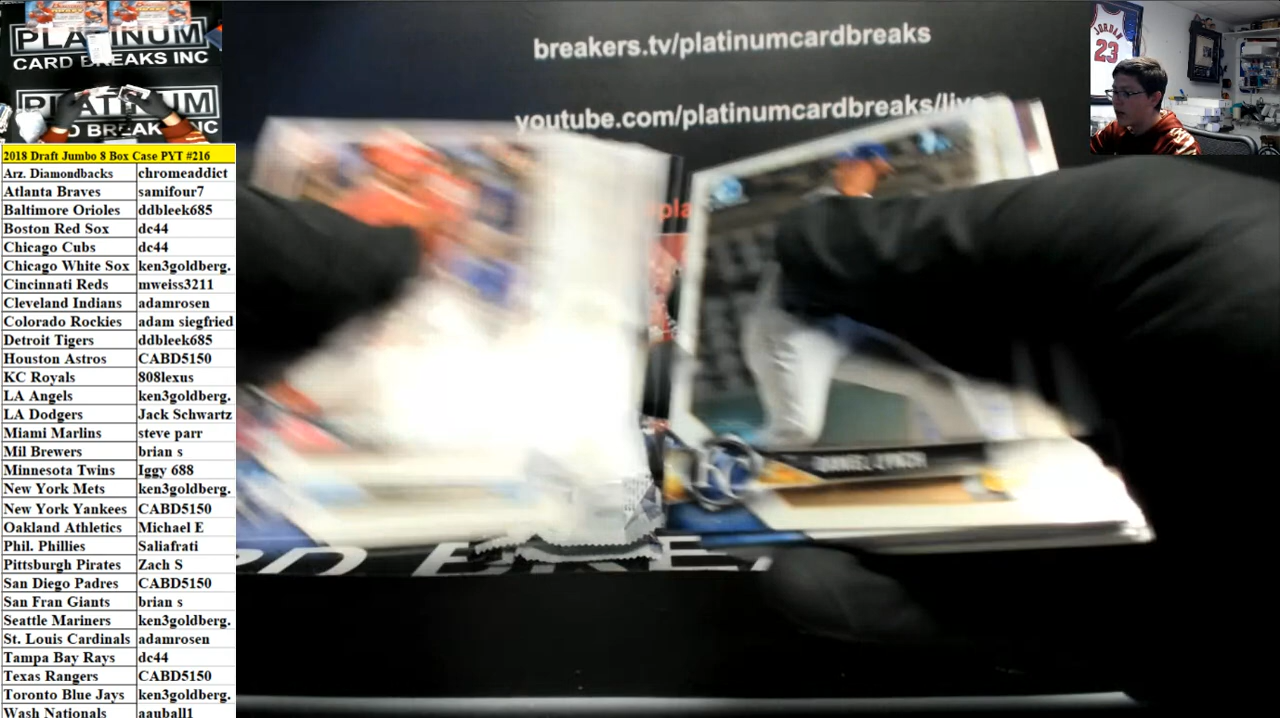 PLATINUM
CARD BREAKS INC
PLATINUM
D BREAK INC
breakers.tv/platinumcardbreaks
youtube.com/platinumcardbreaks/live
JORDAN
23
2018 Draft Jumbo 8 Box Case PYT #216
Arz. Diamondbacks chromeaddict
Atlanta Braves samifour7
Baltimore Orioles ddbleek685
Boston Red Sox dc44
Chicago Cubs dc44
Chicago White Sox ken3goldberg.
Cincinnati Reds mweiss3211
Cleveland Indians adamrosen
Colorado Rockies adam siegfried
Detroit Tigers ddbleek685
Houston Astros CABD5150
KC Royals 808lexus
LA Angels ken3goldberg.
LA Dodgers Jack Schwartz
Miami Marlins steve parr
Mil Brewers brian s
Minnesota Twins Iggy 688
New York Mets ken3goldberg.
New York Yankees CABD5150
Oakland Athletics Michael E
Phil. Phillies Saliafrati
Pittsburgh Pirates Zach S
San Diego Padres CABD5150
San Fran Giants brian s
Seattle Mariners ken3goldberg.
St. Louis Cardinals adamrosen
Tampa Bay Rays dc44
Texas Rangers CABD5150
Toronto Blue Jays ken3goldberg.
Wash Nationals aauball1
pla
DANIEL LYNCH
RD BREA